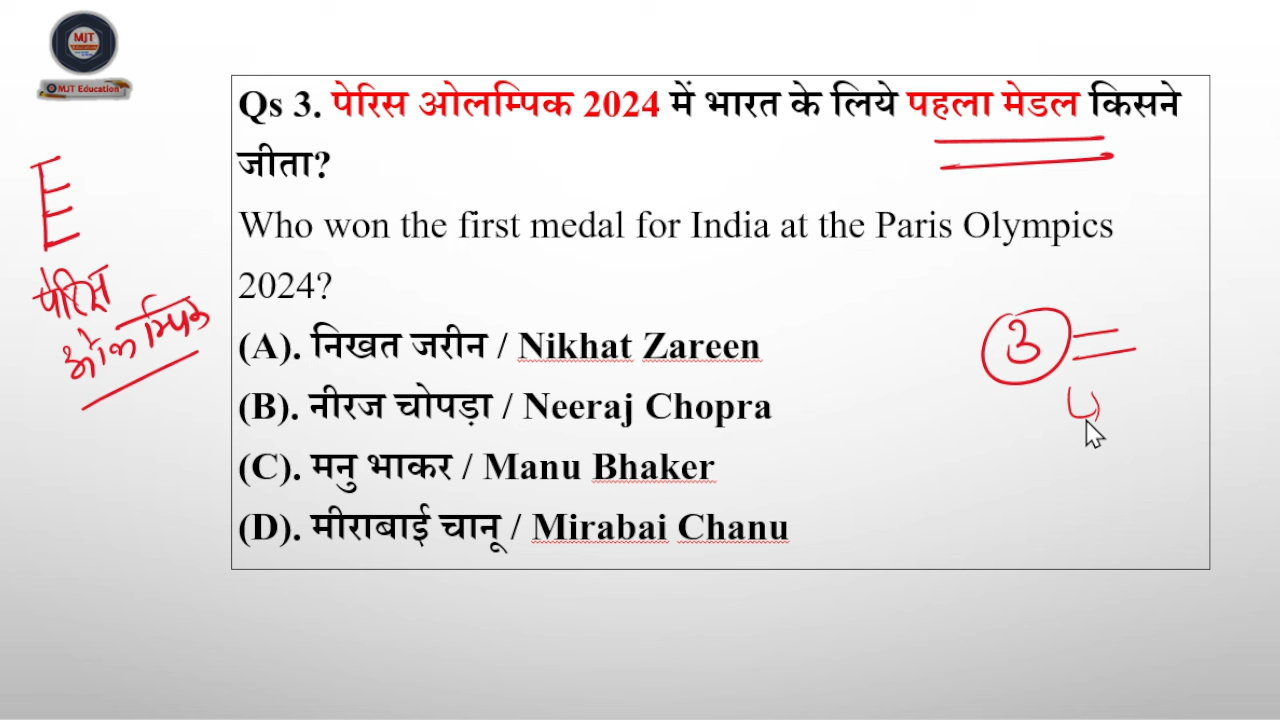 MJT
MJT Education
Qs 3. पेरिस ओलम्पिक 2024 में भारत के लिये पहला मेडल किसने
जीता?
Who won the first medal for India at the Paris Olympics
2024?
(A). निखत जरीन / Nikhat Zareen
(B). नीरज चोपड़ा / Neeraj Chopra
(C). मनु भाकर / Manu Bhaker
(D). मीराबाई चानू / Mirabai Chanu
E
पेरिस
ओलम्पिक
3 =